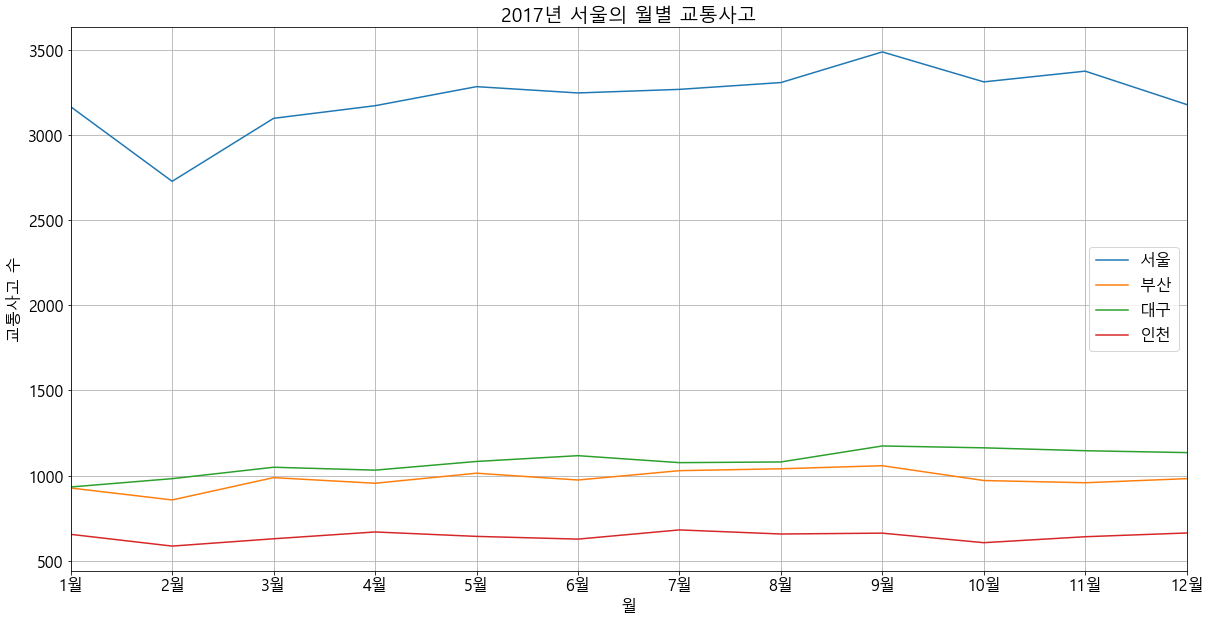 2017년 서울의 월별 교통사고
3500
3000
2500
2000
1500
1000
500
교통사고 수
서울
부산
대구
인천
1월 2월 3월 4월 5월 6월 7월 8월 9월 10월 11월 12월
월